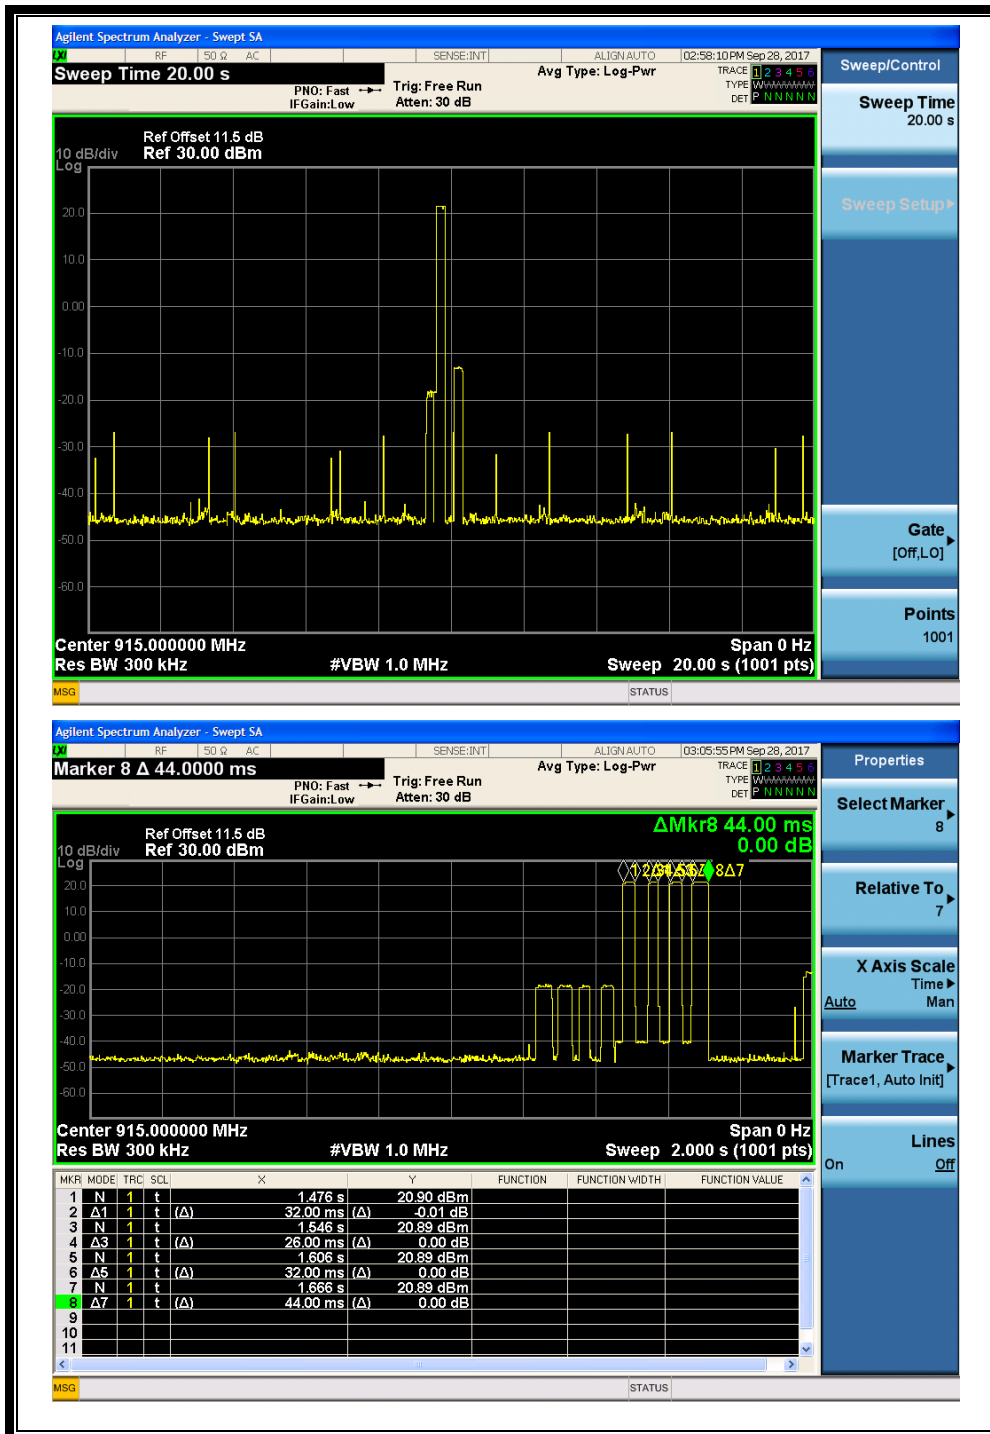 Agilent Spectrum Analyzer - Swept SA
LXI RF 50 Ω AC SENSE:INT ALIGNAUTO 02:58:10 PM Sep 28, 2017
Sweep Time 20.00 s
PNO: Fast
IFGain:Low
Trig: Free Run
Atten: 30 dB
Avg Type: Log-Pwr
TRACE 1 2 3 4 5 6
TYPE WWWWWWW
DET P N N N N N
Sweep/Control
Sweep Time
20.00 s
Sweep Setup
Gate
[Off,LO]
Points
1001
Ref Offset 11.5 dB
10 dB/div Ref 30.00 dBm
Log
20.0
10.0
0.00
-10.0
-20.0
-30.0
-40.0
-50.0
-60.0
Center 915.000000 MHz Span 0 Hz
Res BW 300 kHz #VBW 1.0 MHz Sweep 20.00 s (1001 pts)
MSG STATUS
Agilent Spectrum Analyzer - Swept SA
LXI RF 50 Ω AC SENSE:INT ALIGNAUTO 03:05:55 PM Sep 28, 2017
Marker 8 Δ 44.0000 ms
PNO: Fast
IFGain:Low
Trig: Free Run
Atten: 30 dB
Avg Type: Log-Pwr
TRACE 1 2 3 4 5 6
TYPE WWWWWWW
DET P N N N N N
Properties
Select Marker
8
Relative To
7
X Axis Scale
Time
Auto Man
Marker Trace
[Trace1, Auto Init]
Lines
On Off
ΔMkr8 44.00 ms
0.00 dB
Ref Offset 11.5 dB
10 dB/div Ref 30.00 dBm
Log
8Δ7
20.0
10.0
0.00
-10.0
-20.0
-30.0
-40.0
-50.0
-60.0
Center 915.000000 MHz Span 0 Hz
Res BW 300 kHz #VBW 1.0 MHz Sweep 2.000 s (1001 pts)
MKR MODE TRC SCL X Y FUNCTION FUNCTION WIDTH FUNCTION VALUE
1 N 1 t 1.476 s 20.90 dBm
2 Δ1 1 t (Δ) 32.00 ms (Δ) -0.01 dB
3 N 1 t 1.546 s 20.89 dBm
4 Δ3 1 t (Δ) 26.00 ms (Δ) 0.00 dB
5 N 1 t 1.606 s 20.89 dBm
6 Δ5 1 t (Δ) 32.00 ms (Δ) 0.00 dB
7 N 1 t 1.666 s 20.89 dBm
8 Δ7 1 t (Δ) 44.00 ms (Δ) 0.00 dB
9
10
11
MSG STATUS